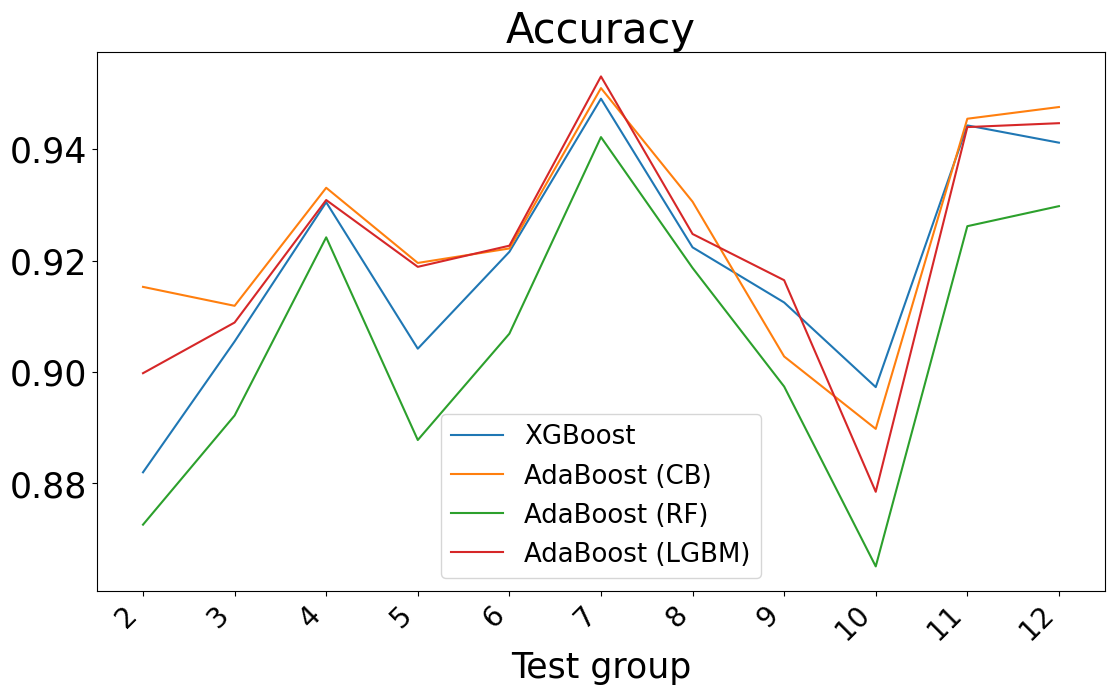 Accuracy
0.94
0.92
0.90
0.88
XGBoost
AdaBoost (CB)
AdaBoost (RF)
AdaBoost (LGBM)
2 3 4 5 6 7 8 9 10 11 12
Test group